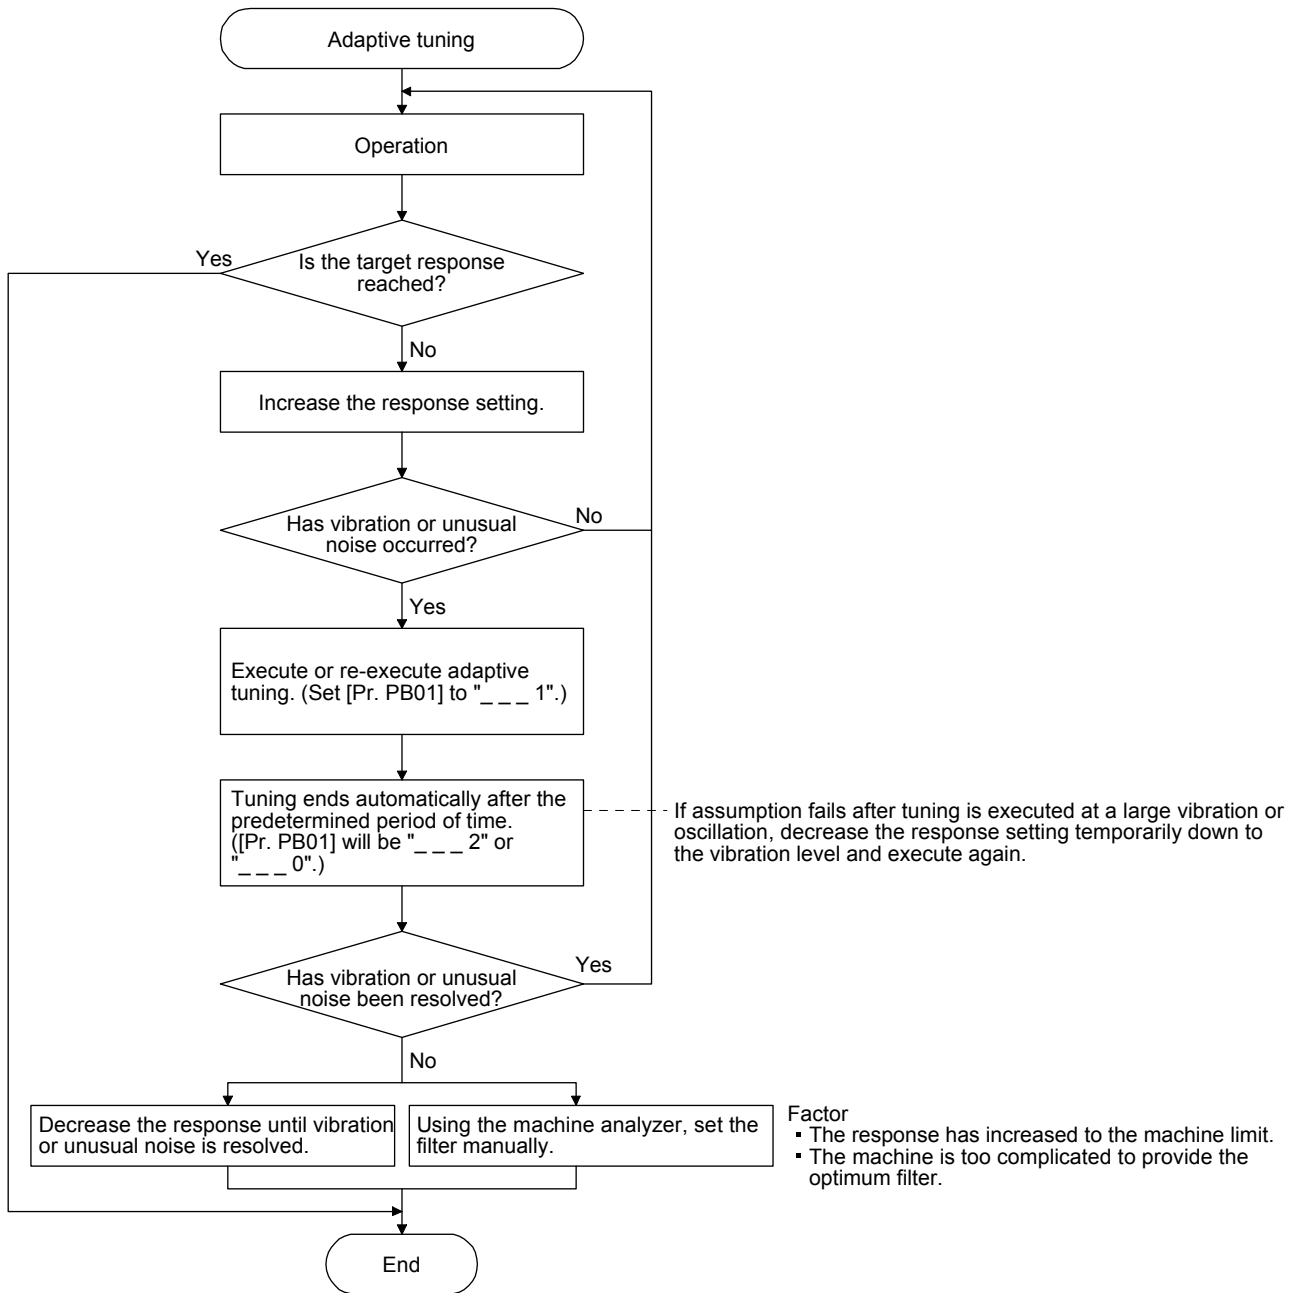 Adaptive tuning
Operation
Yes
Is the target response
reached?
No
Increase the response setting.
Has vibration or unusual
noise occurred?
No
Yes
Execute or re-execute adaptive
tuning. (Set [Pr. PB01] to "_ _ _ 1".)
Tuning ends automatically after the
predetermined period of time.
([Pr. PB01] will be "_ _ _ 2" or
"_ _ _ 0".)
If assumption fails after tuning is executed at a large vibration or
oscillation, decrease the response setting temporarily down to
the vibration level and execute again.
Has vibration or unusual
noise been resolved?
Yes
No
Decrease the response until vibration
or unusual noise is resolved.
Using the machine analyzer, set the
filter manually.
Factor
▪ The response has increased to the machine limit.
▪ The machine is too complicated to provide the
optimum filter.
End